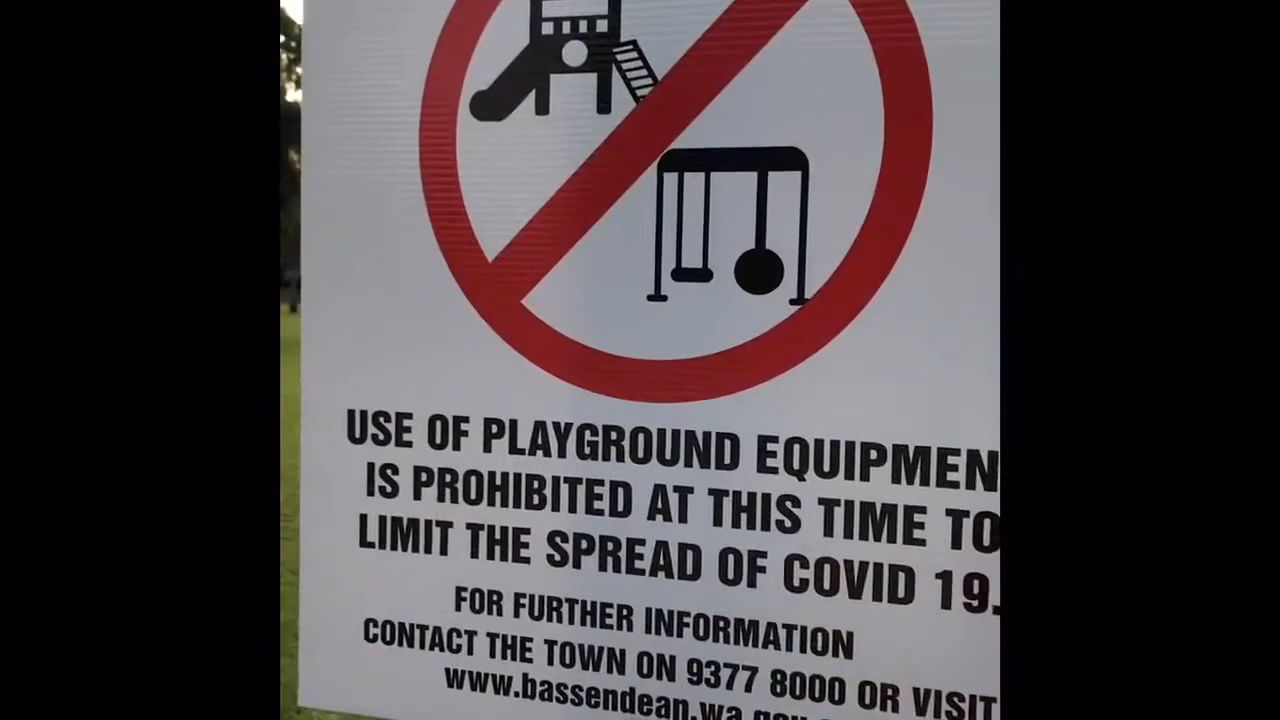 USE OF PLAYGROUND EQUIPMEN
IS PROHIBITED AT THIS TIME TO
LIMIT THE SPREAD OF COVID 19.
FOR FURTHER INFORMATION
CONTACT THE TOWN ON 9377 8000 OR VISIT
www.bassendean.wa.gov